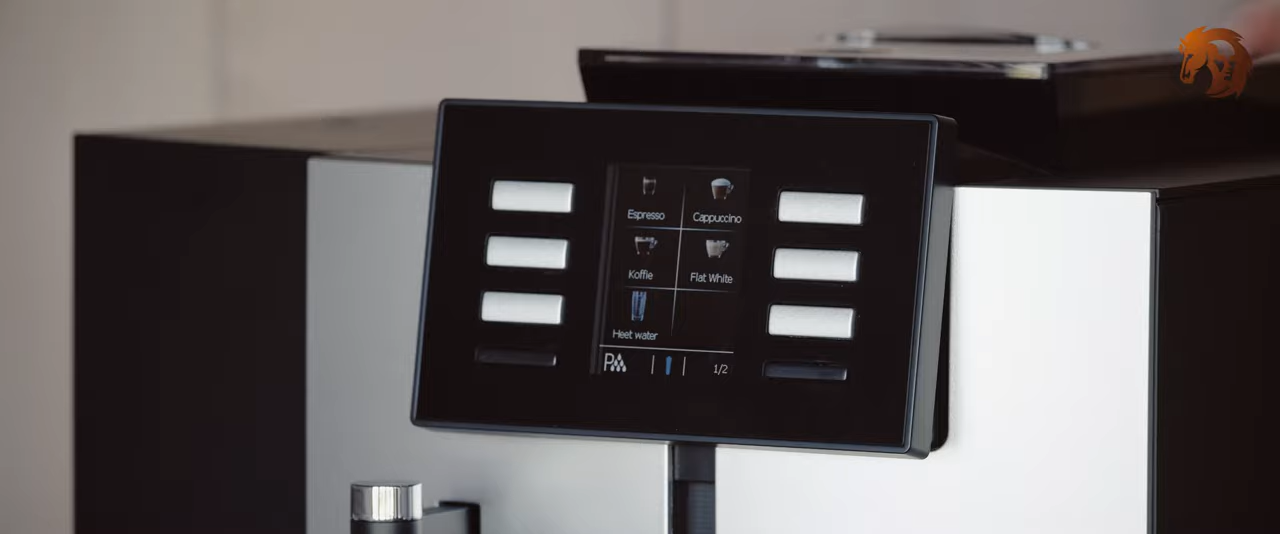 Espresso
Cappuccino
Koffie
Flat White
Heet water
P
1/2